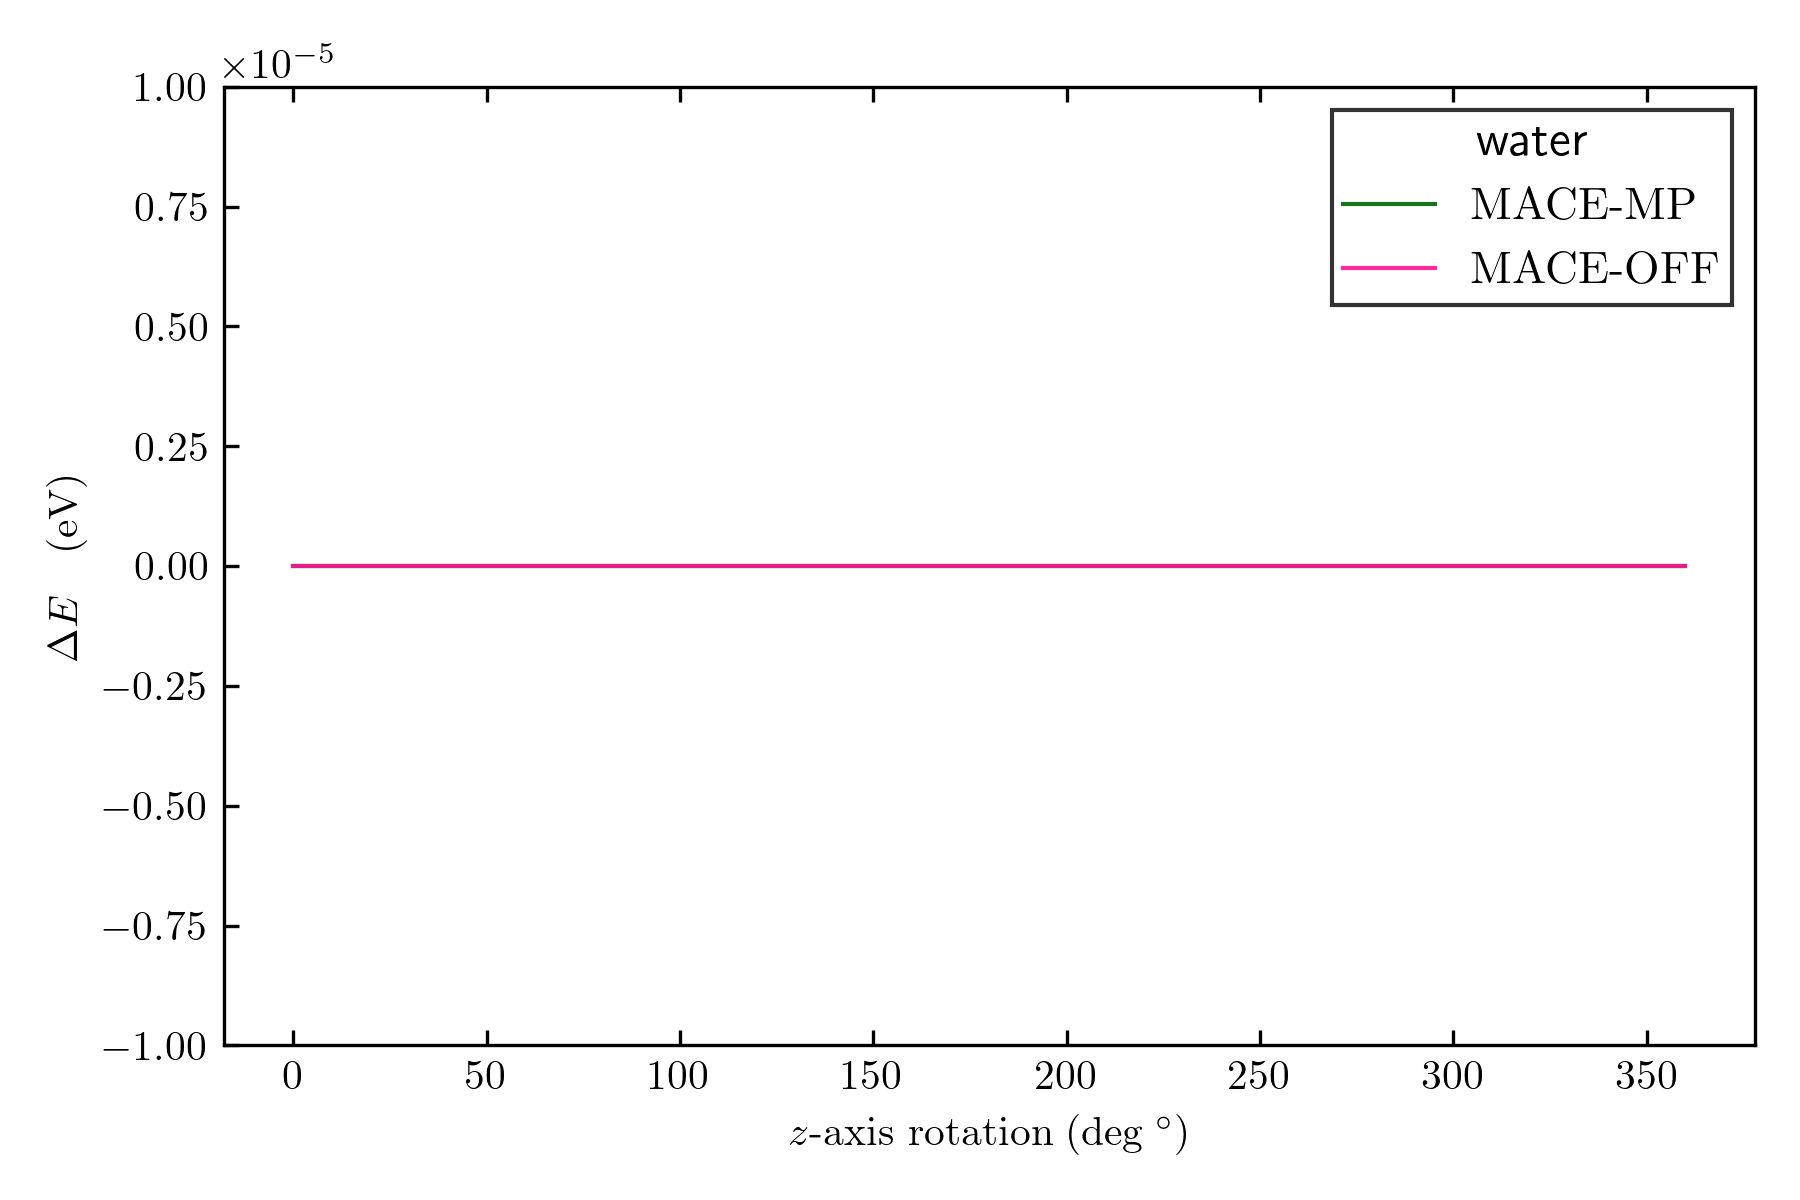 ×10⁻⁵
1.00
0.75
0.50
0.25
0.00
−0.25
−0.50
−0.75
−1.00
ΔE (eV)
water
MACE-MP
MACE-OFF
0 50 100 150 200 250 300 350
z-axis rotation (deg °)